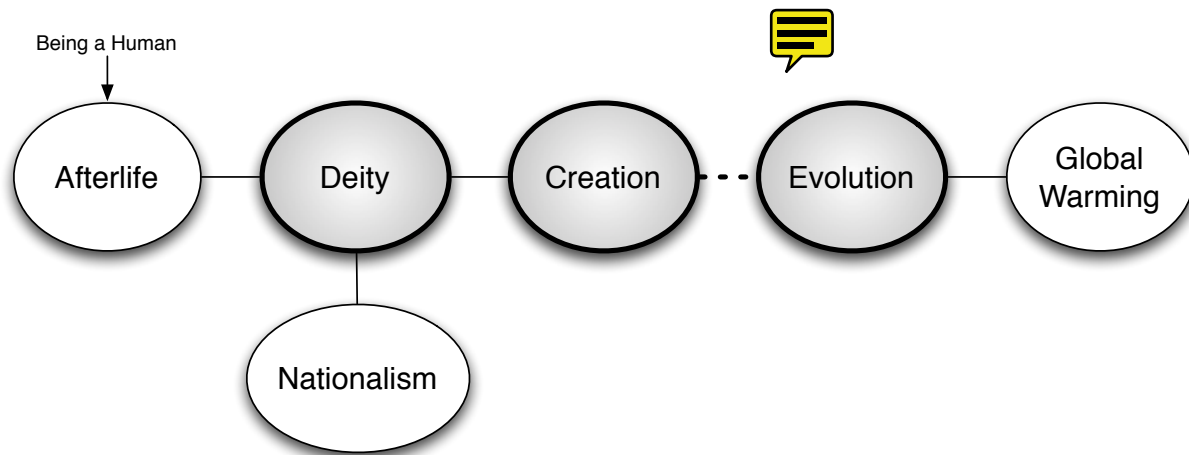 Being a Human
Afterlife
Deity
Creation
Evolution
Global
Warming
Nationalism